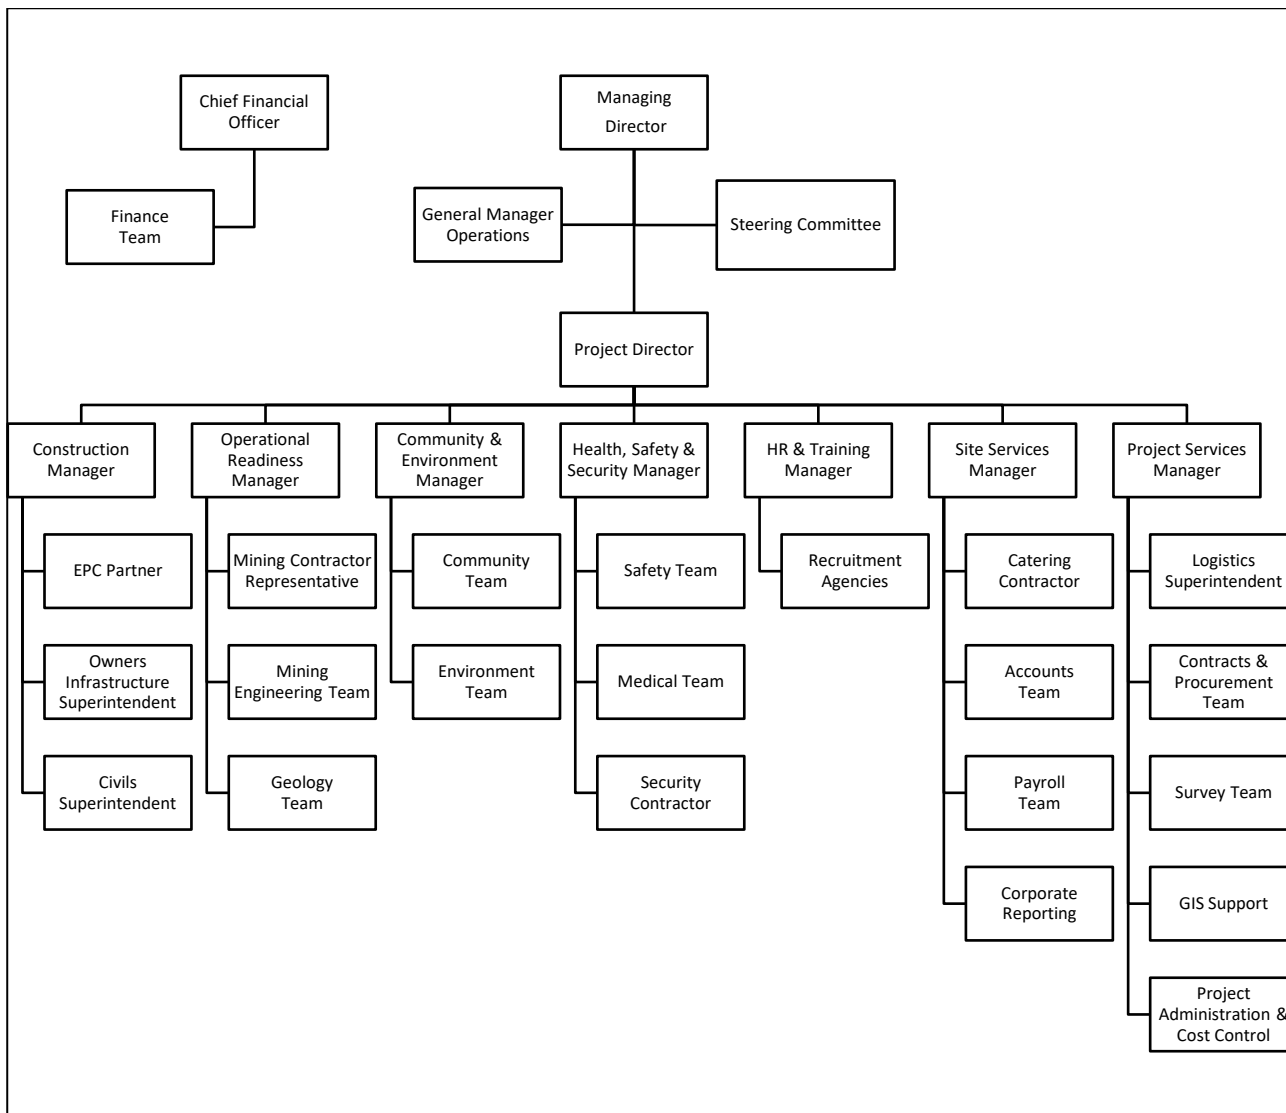 Chief Financial
Officer
Managing
Director
Finance
Team
General Manager
Operations
Steering Committee
Project Director
Construction
Manager
Operational
Readiness
Manager
Community &
Environment
Manager
Health, Safety &
Security Manager
HR & Training
Manager
Site Services
Manager
Project Services
Manager
EPC Partner
Mining Contractor
Representative
Community
Team
Safety Team
Recruitment
Agencies
Catering
Contractor
Logistics
Superintendent
Owners
Infrastructure
Superintendent
Mining
Engineering Team
Environment
Team
Medical Team
Accounts
Team
Contracts &
Procurement
Team
Civils
Superintendent
Geology
Team
Security
Contractor
Payroll
Team
Survey Team
Corporate
Reporting
GIS Support
Project
Administration &
Cost Control